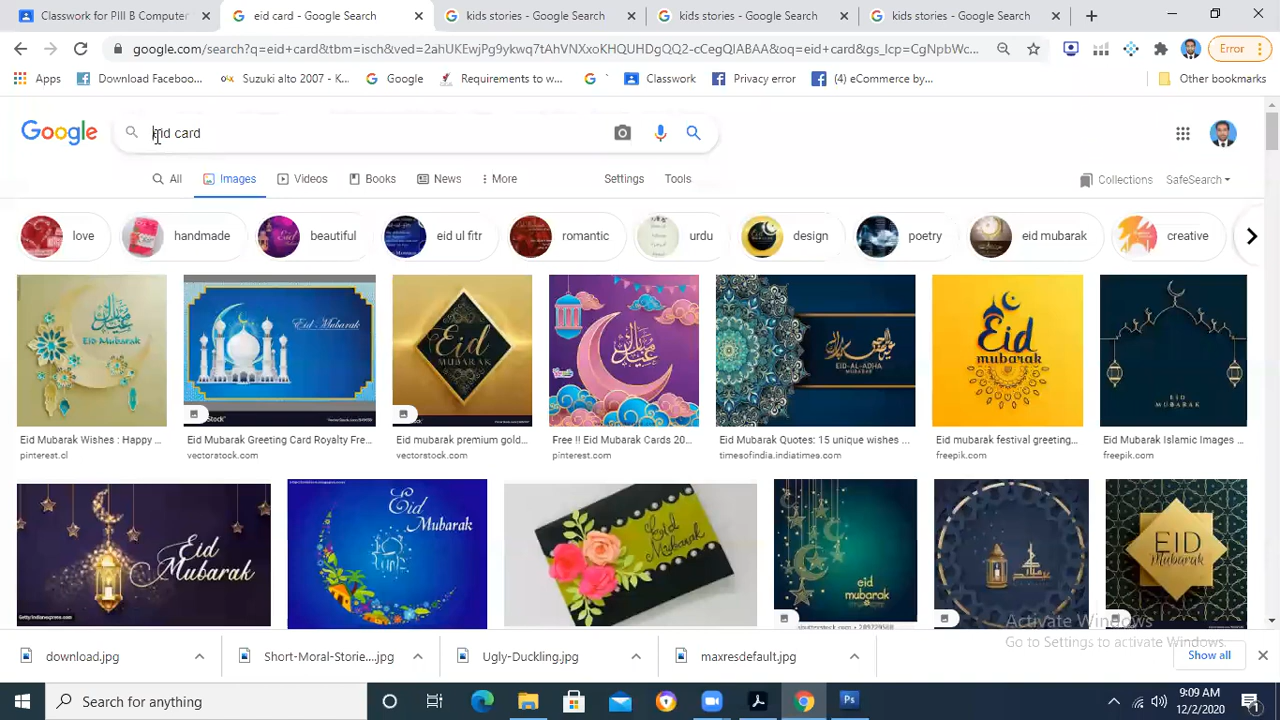 Classwork for PILL B Computer
eid card - Google Search
kids stories - Google Search
kids stories - Google Search
kids stories - Google Search
google.com/search?q=eid+card&tbm=isch&ved=2ahUKEwjPg9ykwq7tAhVNXxoKHQUHDgQQ2-cCegQIABAA&oq=eid+card&gs_lcp=CgNpbWc...
Error
Apps
Download Faceboo...
Suzuki alto 2007 - K...
Google
Requirements to w...
Classwork
Privacy error
(4) eCommerce by...
Other bookmarks
Google
eid card
All
Images
Videos
Books
News
More
Settings
Tools
Collections
SafeSearch
love
handmade
beautiful
eid ul fitr
romantic
urdu
design
poetry
eid mubarak
creative
Eid Mubarak
Eid Mubarak
Eid
MUBARAK
EID-AL-ADHA
MUBARAK
Eid
mubarak
EID
MUBARAK
Eid Mubarak Wishes : Happy ...
pinterest.cl
Eid Mubarak Greeting Card Royalty Fre...
vectorstock.com
Eid mubarak premium gold...
vectorstock.com
Free !! Eid Mubarak Cards 20...
pinterest.com
Eid Mubarak Quotes: 15 unique wishes ...
timesofindia.indiatimes.com
Eid mubarak festival greeting...
freepik.com
Eid Mubarak Islamic Images ...
freepik.com
Eid
Mubarak
Eid
Mubarak
Eid
Mubarak
eid
mubarak
EID
Mubarak
Activate Windows
Go to Settings to activate Windows.
download.jpg
Short-Moral-Storie....jpg
Ugly-Duckling.jpg
maxresdefault.jpg
Show all
Search for anything
9:09 AM
12/2/2020